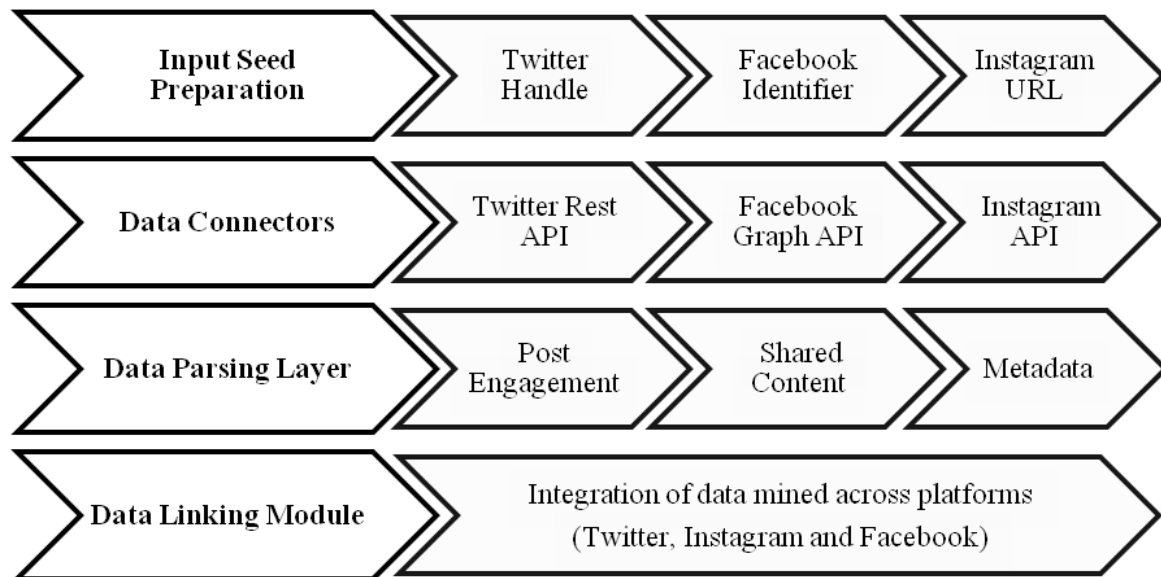 Input Seed
Preparation
Twitter
Handle
Facebook
Identifier
Instagram
URL
Data Connectors
Twitter Rest
API
Facebook
Graph API
Instagram
API
Data Parsing Layer
Post
Engagement
Shared
Content
Metadata
Data Linking Module
Integration of data mined across platforms
(Twitter, Instagram and Facebook)